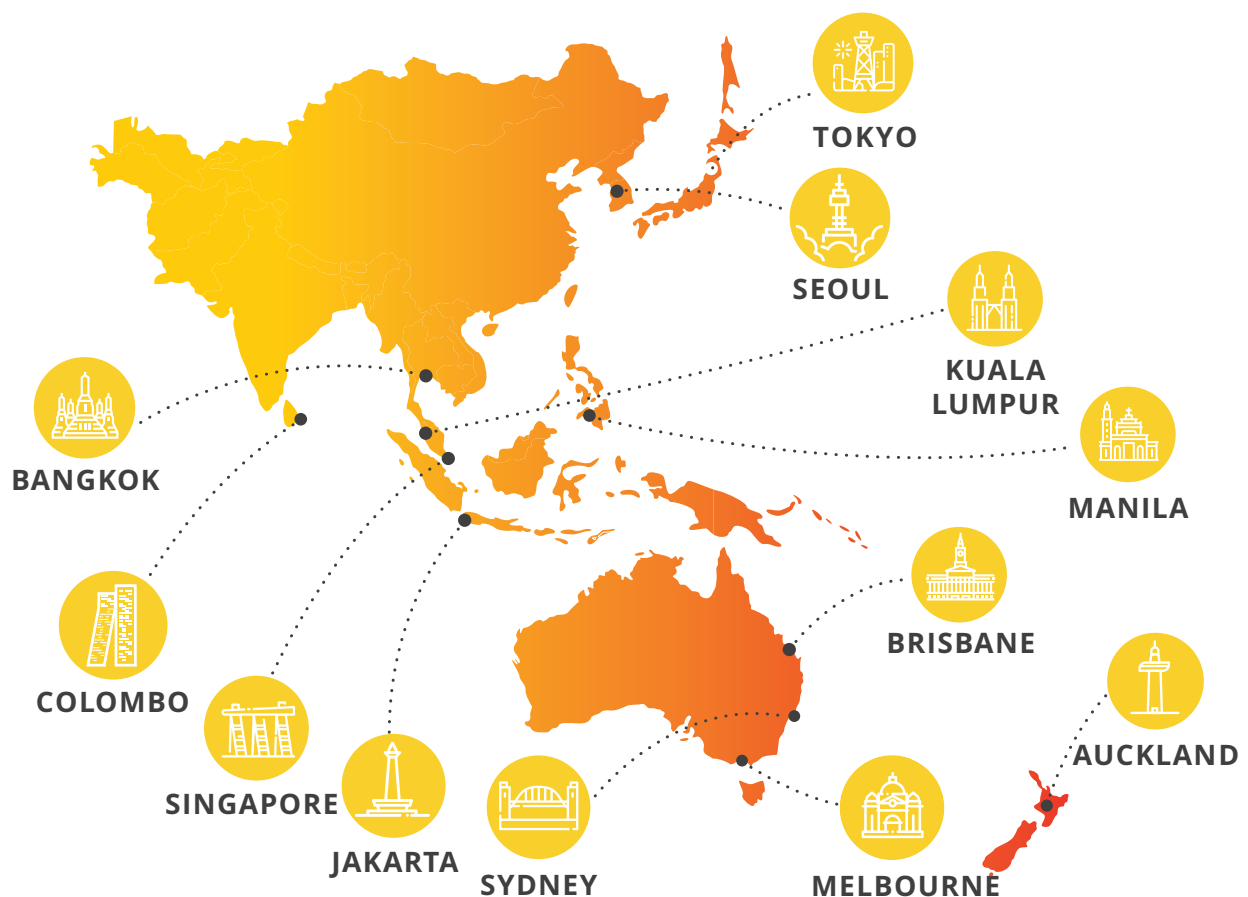 TOKYO
SEOUL
KUALA
LUMPUR
MANILA
BANGKOK
BRISBANE
COLOMBO
AUCKLAND
SINGAPORE
JAKARTA
SYDNEY
MELBOURNE